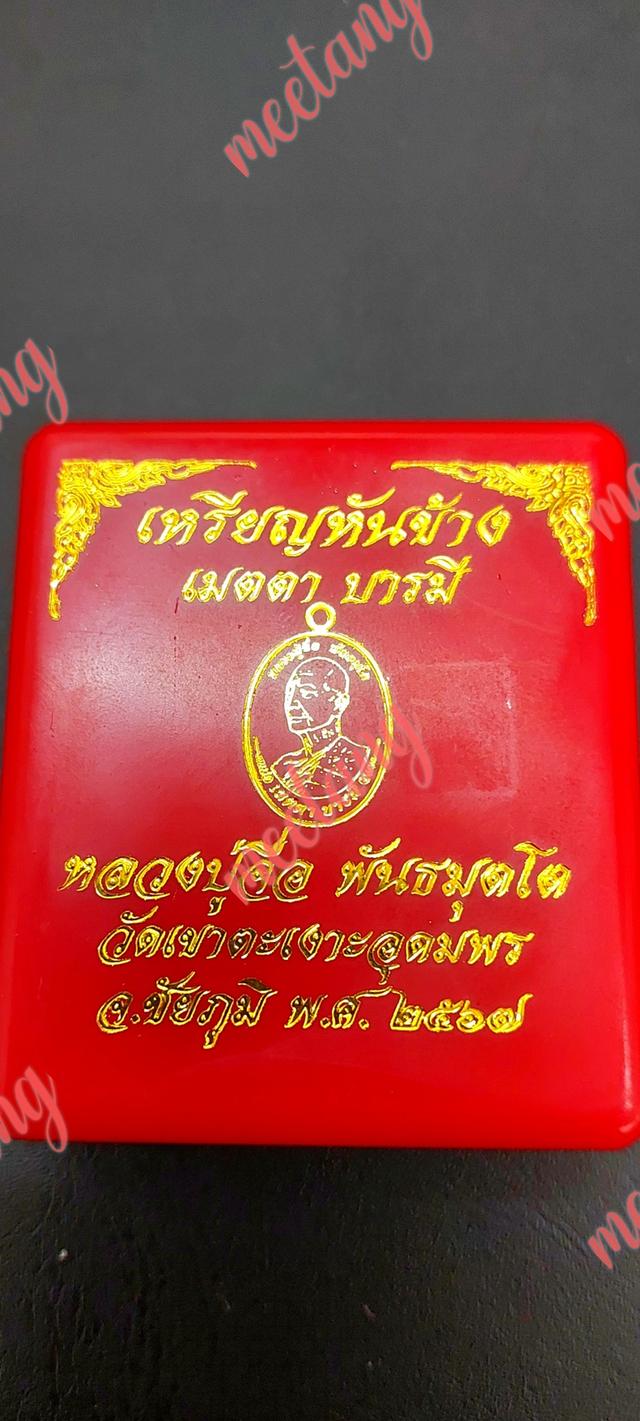 meetang
เหรียญหันข้าง
เมตตา บารมี
หลวงปู่จื่อ พันธมุตโต
วัดเขาตะเงาะอุดมพร
จ.ชัยภูมิ พ.ศ. ๒๕๖๗